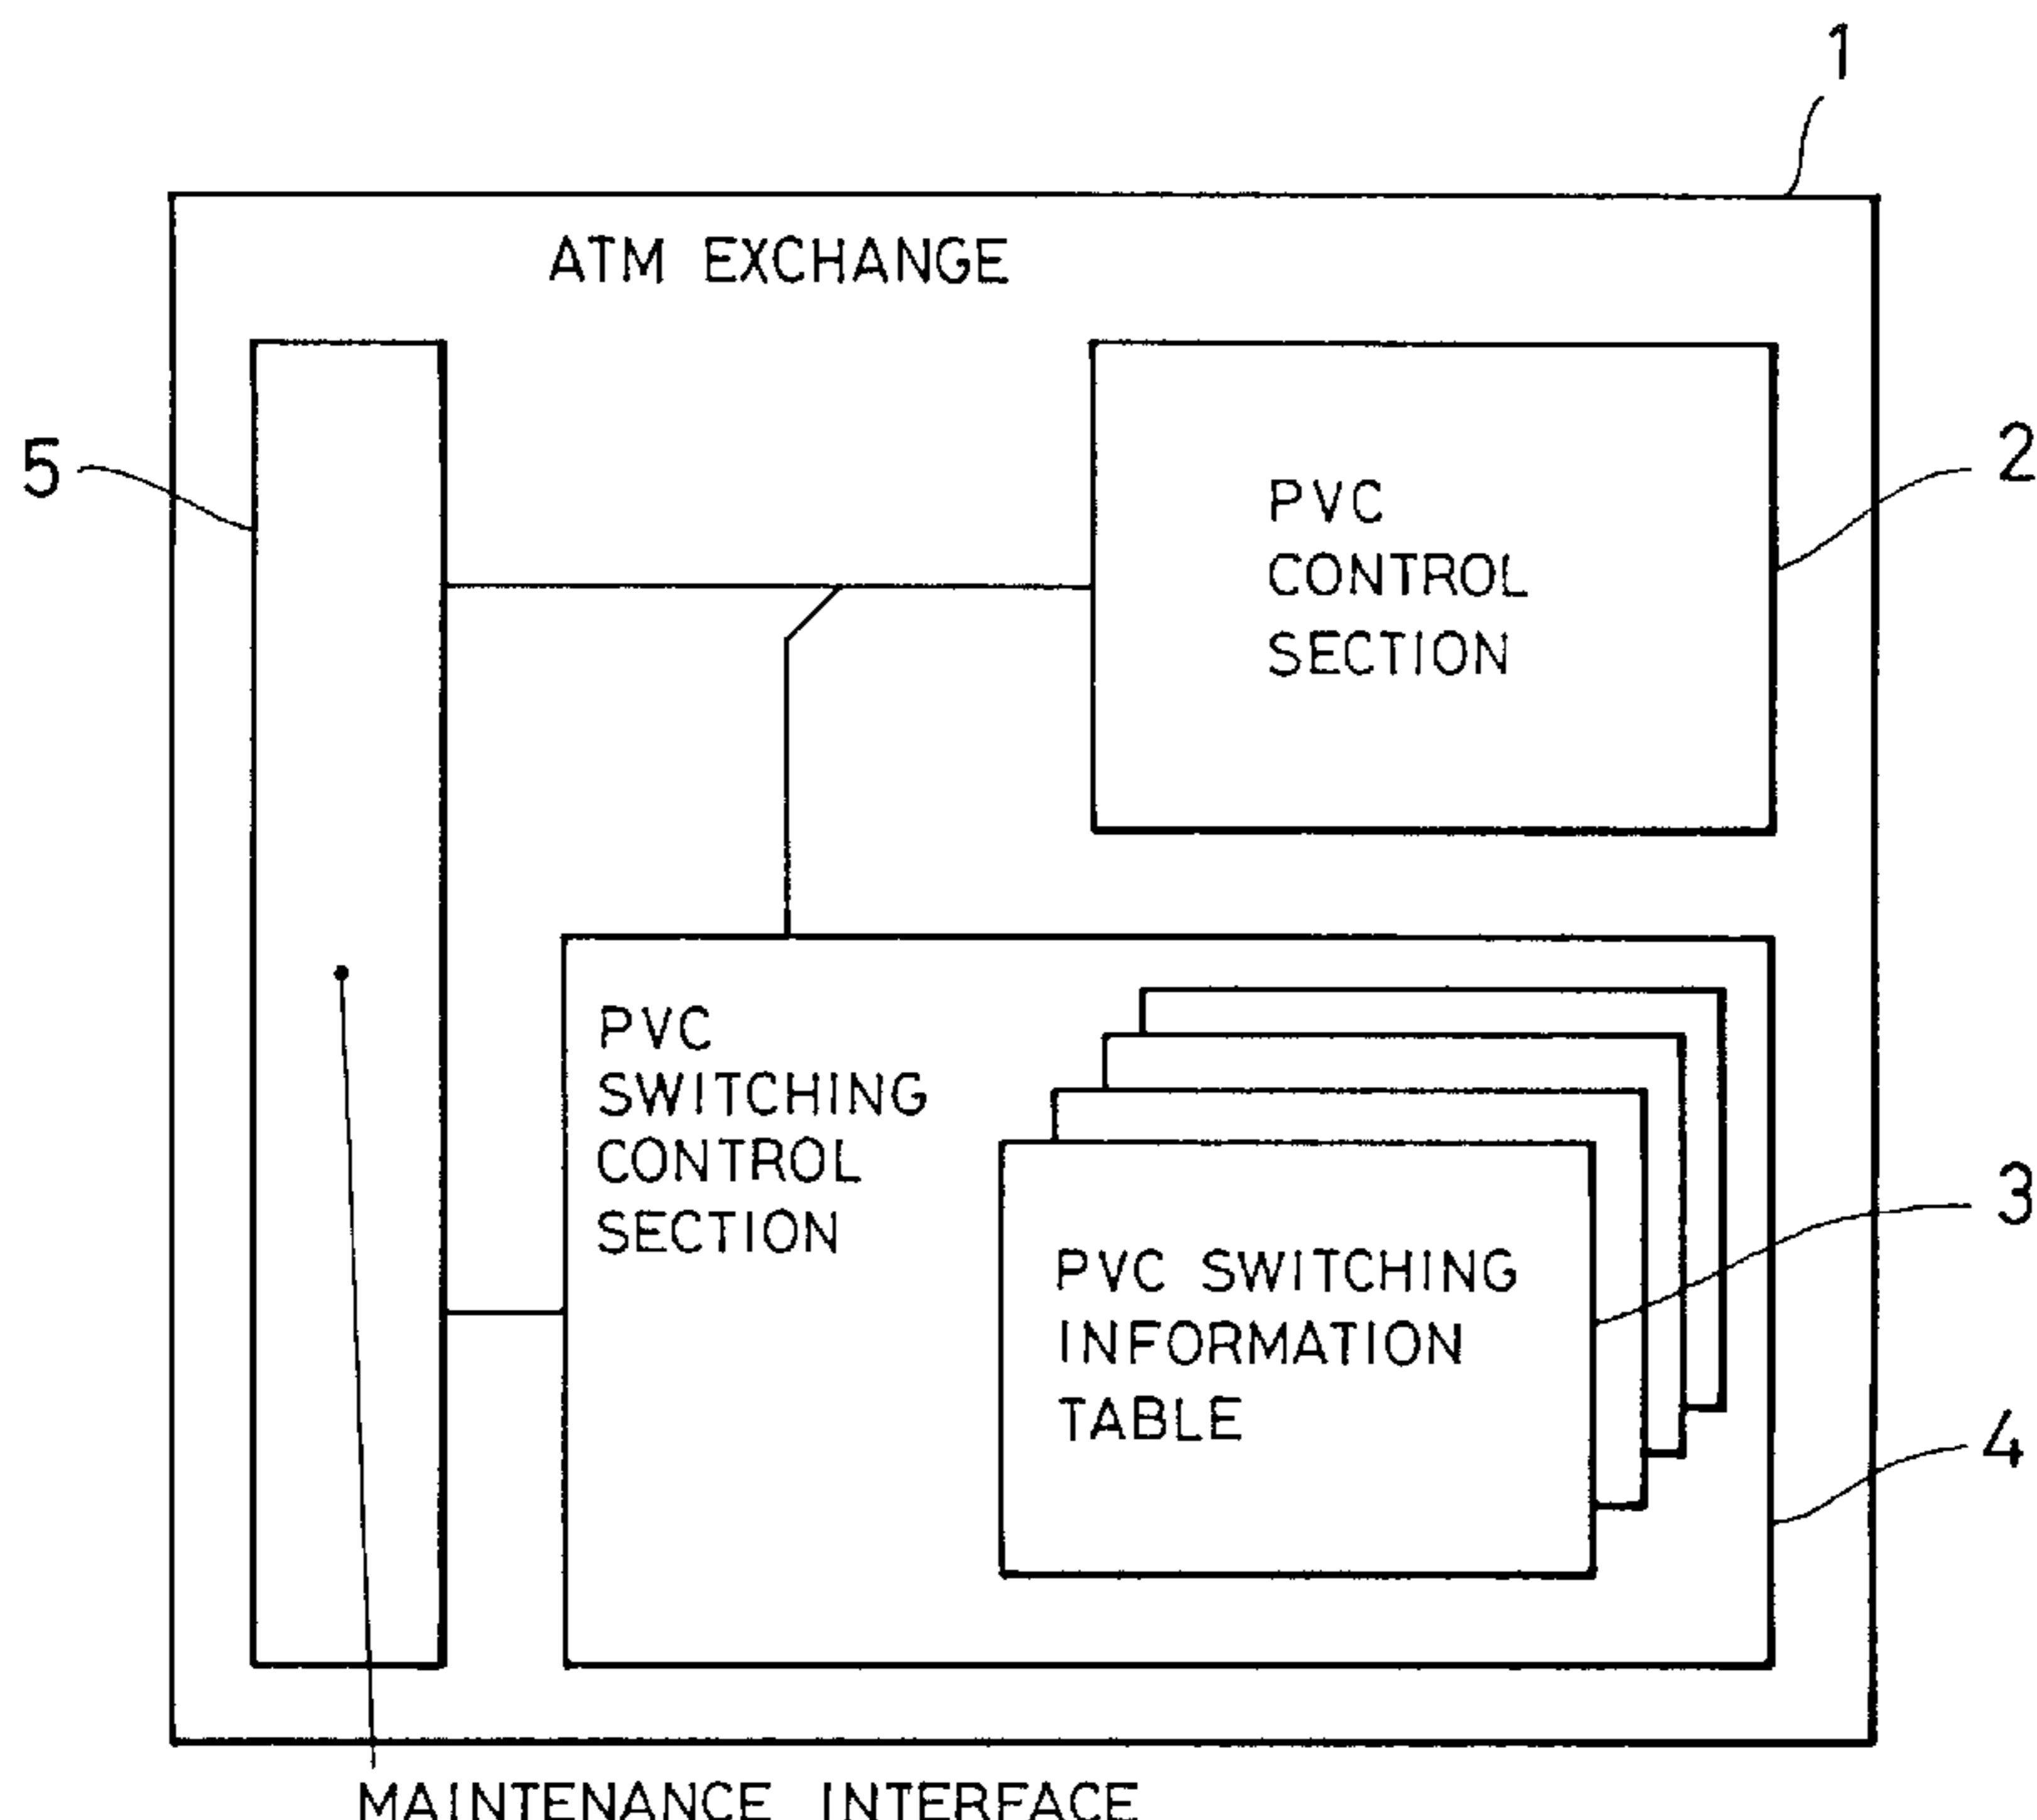 1
ATM EXCHANGE
5
2
PVC
CONTROL
SECTION
PVC
SWITCHING
CONTROL
SECTION
3
PVC SWITCHING
INFORMATION
TABLE
4
MAINTENANCE INTERFACE